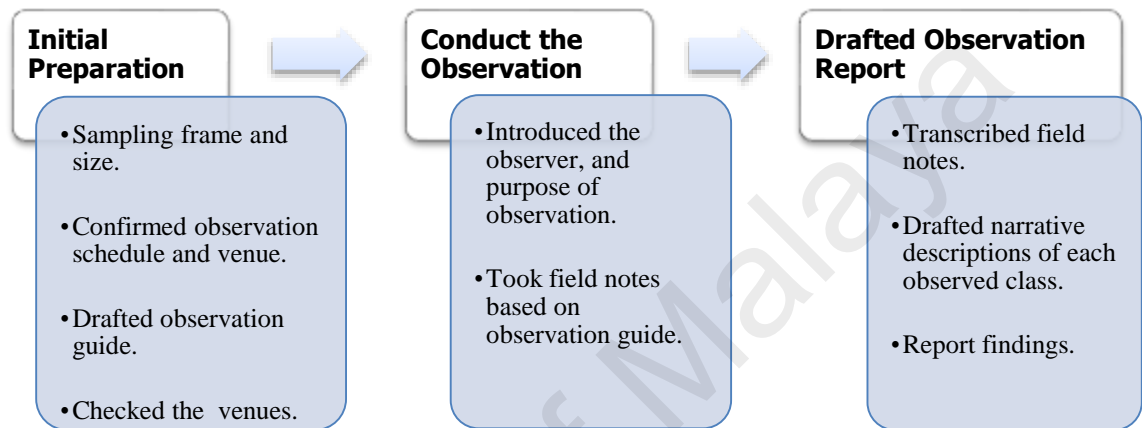 Initial
Preparation
•Sampling frame and
size.
•Confirmed observation
schedule and venue.
•Drafted observation
guide.
•Checked the venues.
Conduct the
Observation
•Introduced the
observer, and
purpose of
observation.
•Took field notes
based on
observation guide.
Drafted Observation
Report
•Transcribed field
notes.
•Drafted narrative
descriptions of each
observed class.
•Report findings.
of Malaya